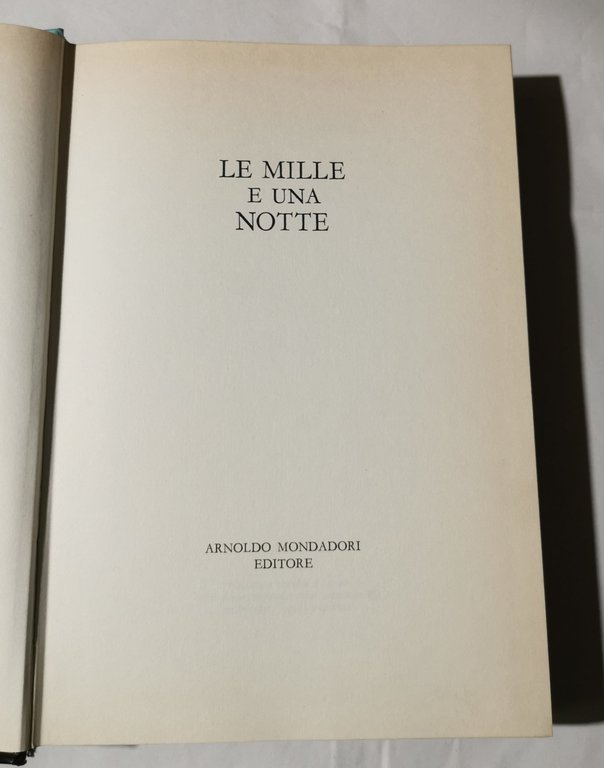 LE MILLE
E UNA
NOTTE
ARNOLDO MONDADORI
EDITORE